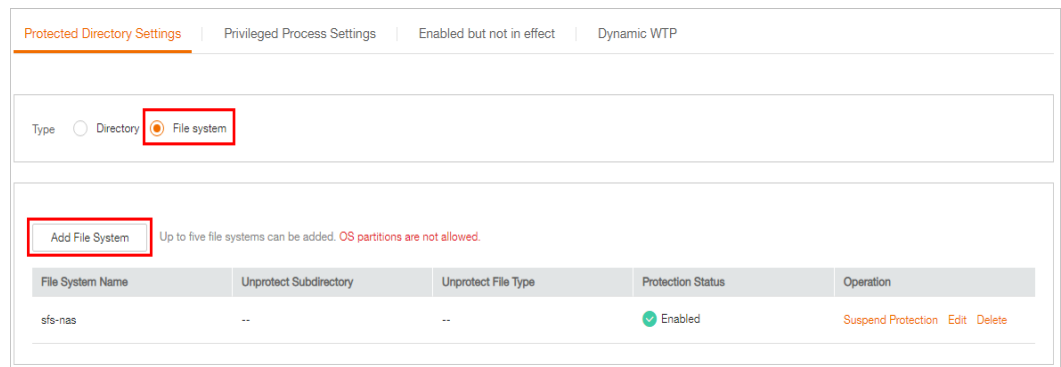 Protected Directory Settings Privileged Process Settings Enabled but not in effect Dynamic WTP
Type Directory File system
Add File System Up to five file systems can be added. OS partitions are not allowed.
File System Name Unprotect Subdirectory Unprotect File Type Protection Status Operation
sfs-nas -- -- Enabled Suspend Protection Edit Delete